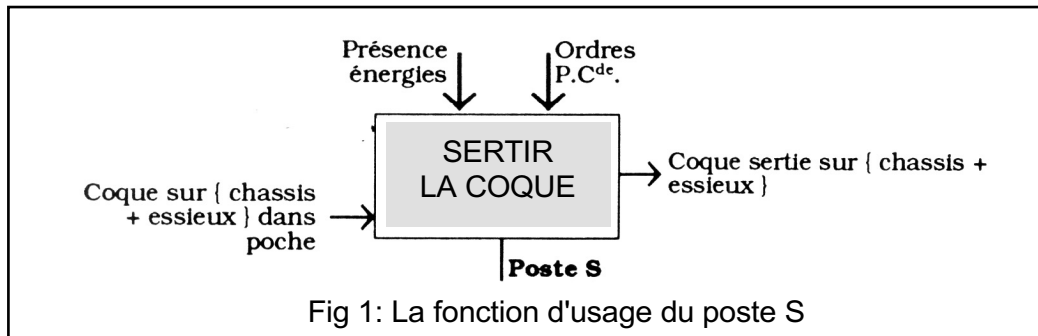 Présence
énergies
Ordres
P.Cde.
SERTIR
LA COQUE
Coque sertie sur { chassis +
essieux }
Coque sur { chassis
+ essieux } dans
poche
Poste S
Fig 1: La fonction d'usage du poste S